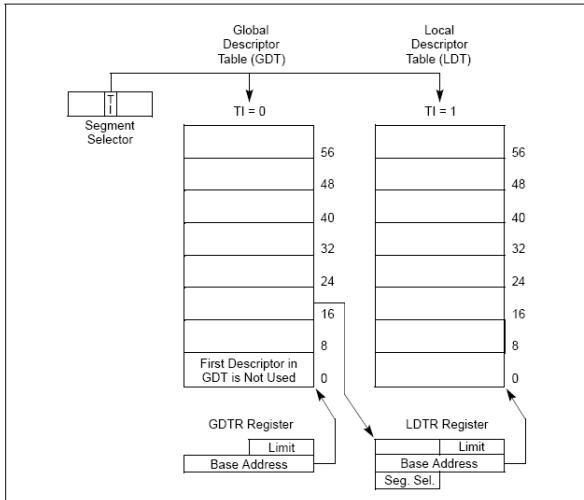 Global
Descriptor
Table (GDT)
Local
Descriptor
Table (LDT)
T
I
Segment
Selector
TI = 0
TI = 1
56
48
40
32
24
16
8
0
First Descriptor in
GDT is Not Used
56
48
40
32
24
16
8
0
GDTR Register
Limit
Base Address
LDTR Register
Limit
Base Address
Seg. Sel.